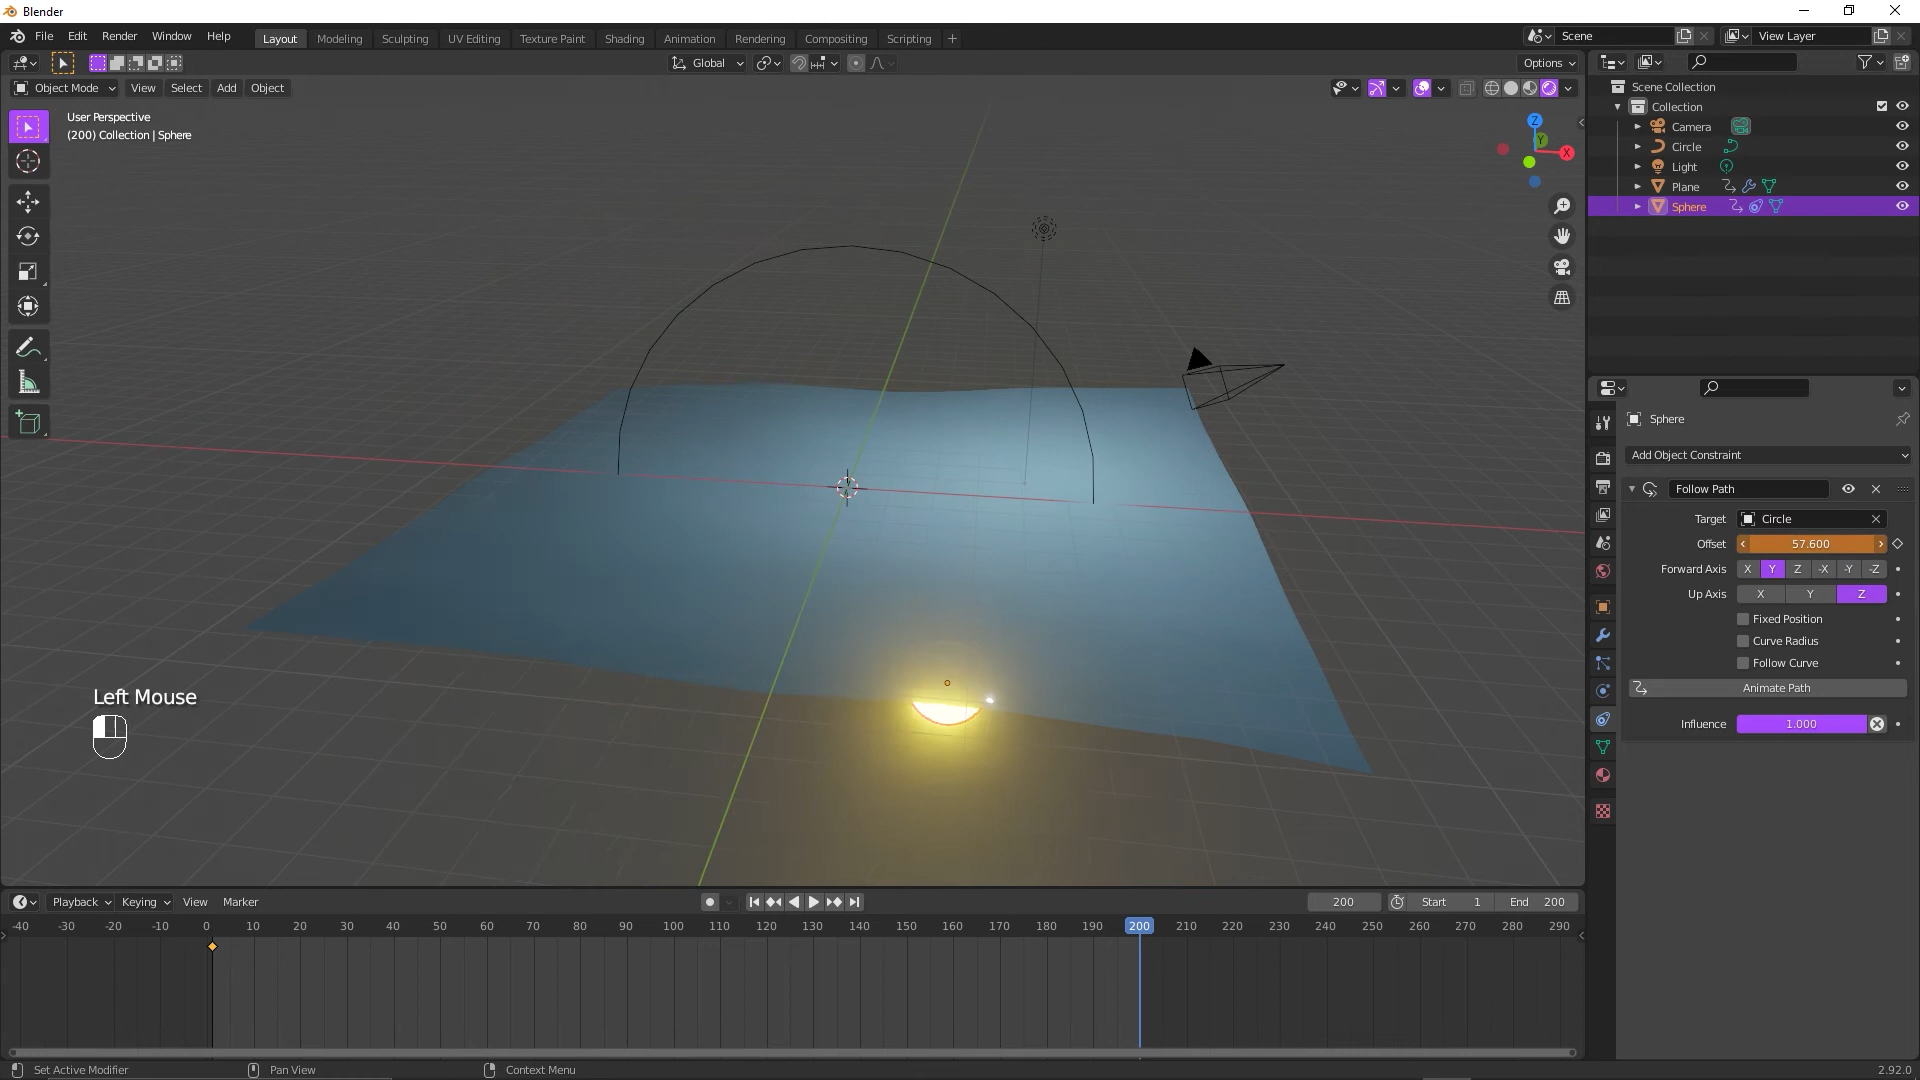 Blender
File Edit Render Window Help
Layout Modeling Sculpting UV Editing Texture Paint Shading Animation Rendering Compositing Scripting +
Scene
View Layer
Global
Options
Object Mode View Select Add Object
User Perspective
(200) Collection | Sphere
Z
Y
X
Scene Collection
Collection
Camera
Circle
Light
Plane
Sphere
Sphere
Add Object Constraint
Follow Path
Target Circle
Offset 57.600
Forward Axis X Y Z -X -Y -Z
Up Axis X Y Z
Fixed Position
Curve Radius
Follow Curve
Animate Path
Influence 1.000
Left Mouse
Playback Keying View Marker
200 Start 1 End 200
-40 -30 -20 -10 0 10 20 30 40 50 60 70 80 90 100 110 120 130 140 150 160 170 180 190 200 210 220 230 240 250 260 270 280 290
Set Active Modifier Pan View Context Menu
2.92.0